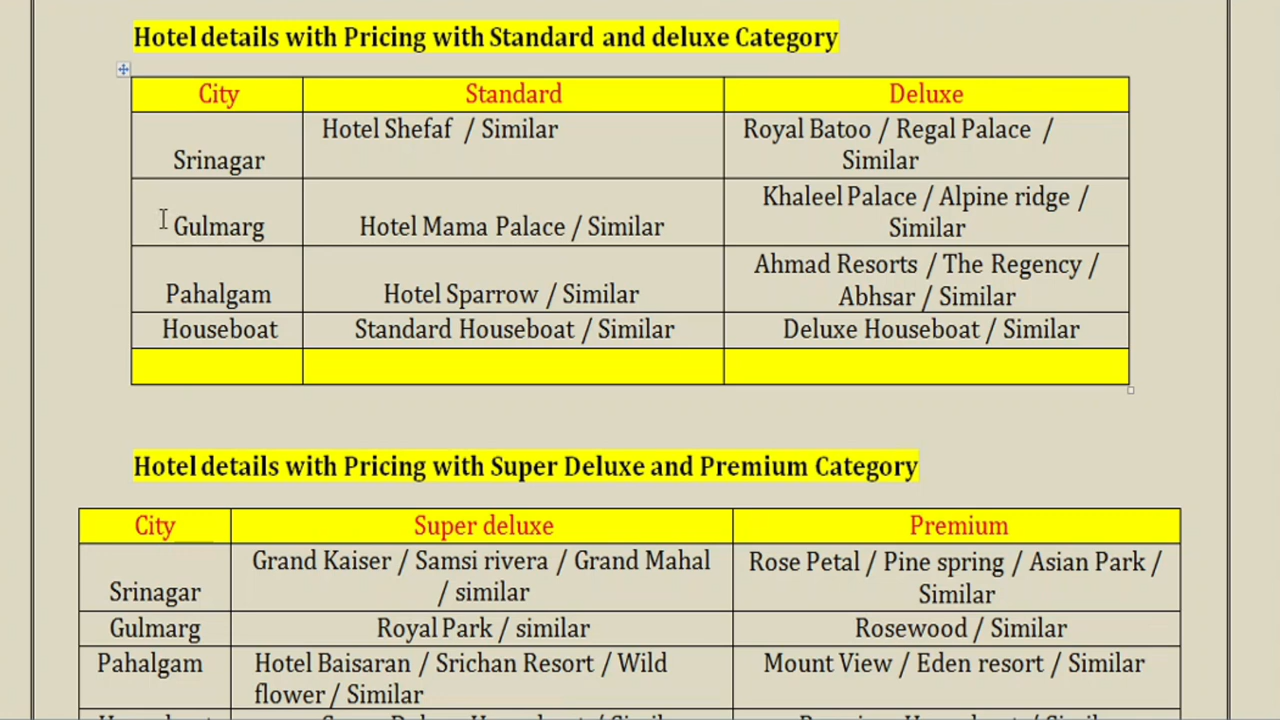 Hotel details with Pricing with Standard and deluxe Category
City Standard Deluxe
Hotel Shefaf / Similar Royal Batoo / Regal Palace /
Srinagar Similar
Khaleel Palace / Alpine ridge /
Gulmarg Hotel Mama Palace / Similar Similar
Ahmad Resorts / The Regency /
Pahalgam Hotel Sparrow / Similar Abhsar / Similar
Houseboat Standard Houseboat / Similar Deluxe Houseboat / Similar
Hotel details with Pricing with Super Deluxe and Premium Category
City Super deluxe Premium
Grand Kaiser / Samsi rivera / Grand Mahal Rose Petal / Pine spring / Asian Park /
Srinagar / similar Similar
Gulmarg Royal Park / similar Rosewood / Similar
Pahalgam Hotel Baisaran / Srichan Resort / Wild Mount View / Eden resort / Similar
flower / Similar